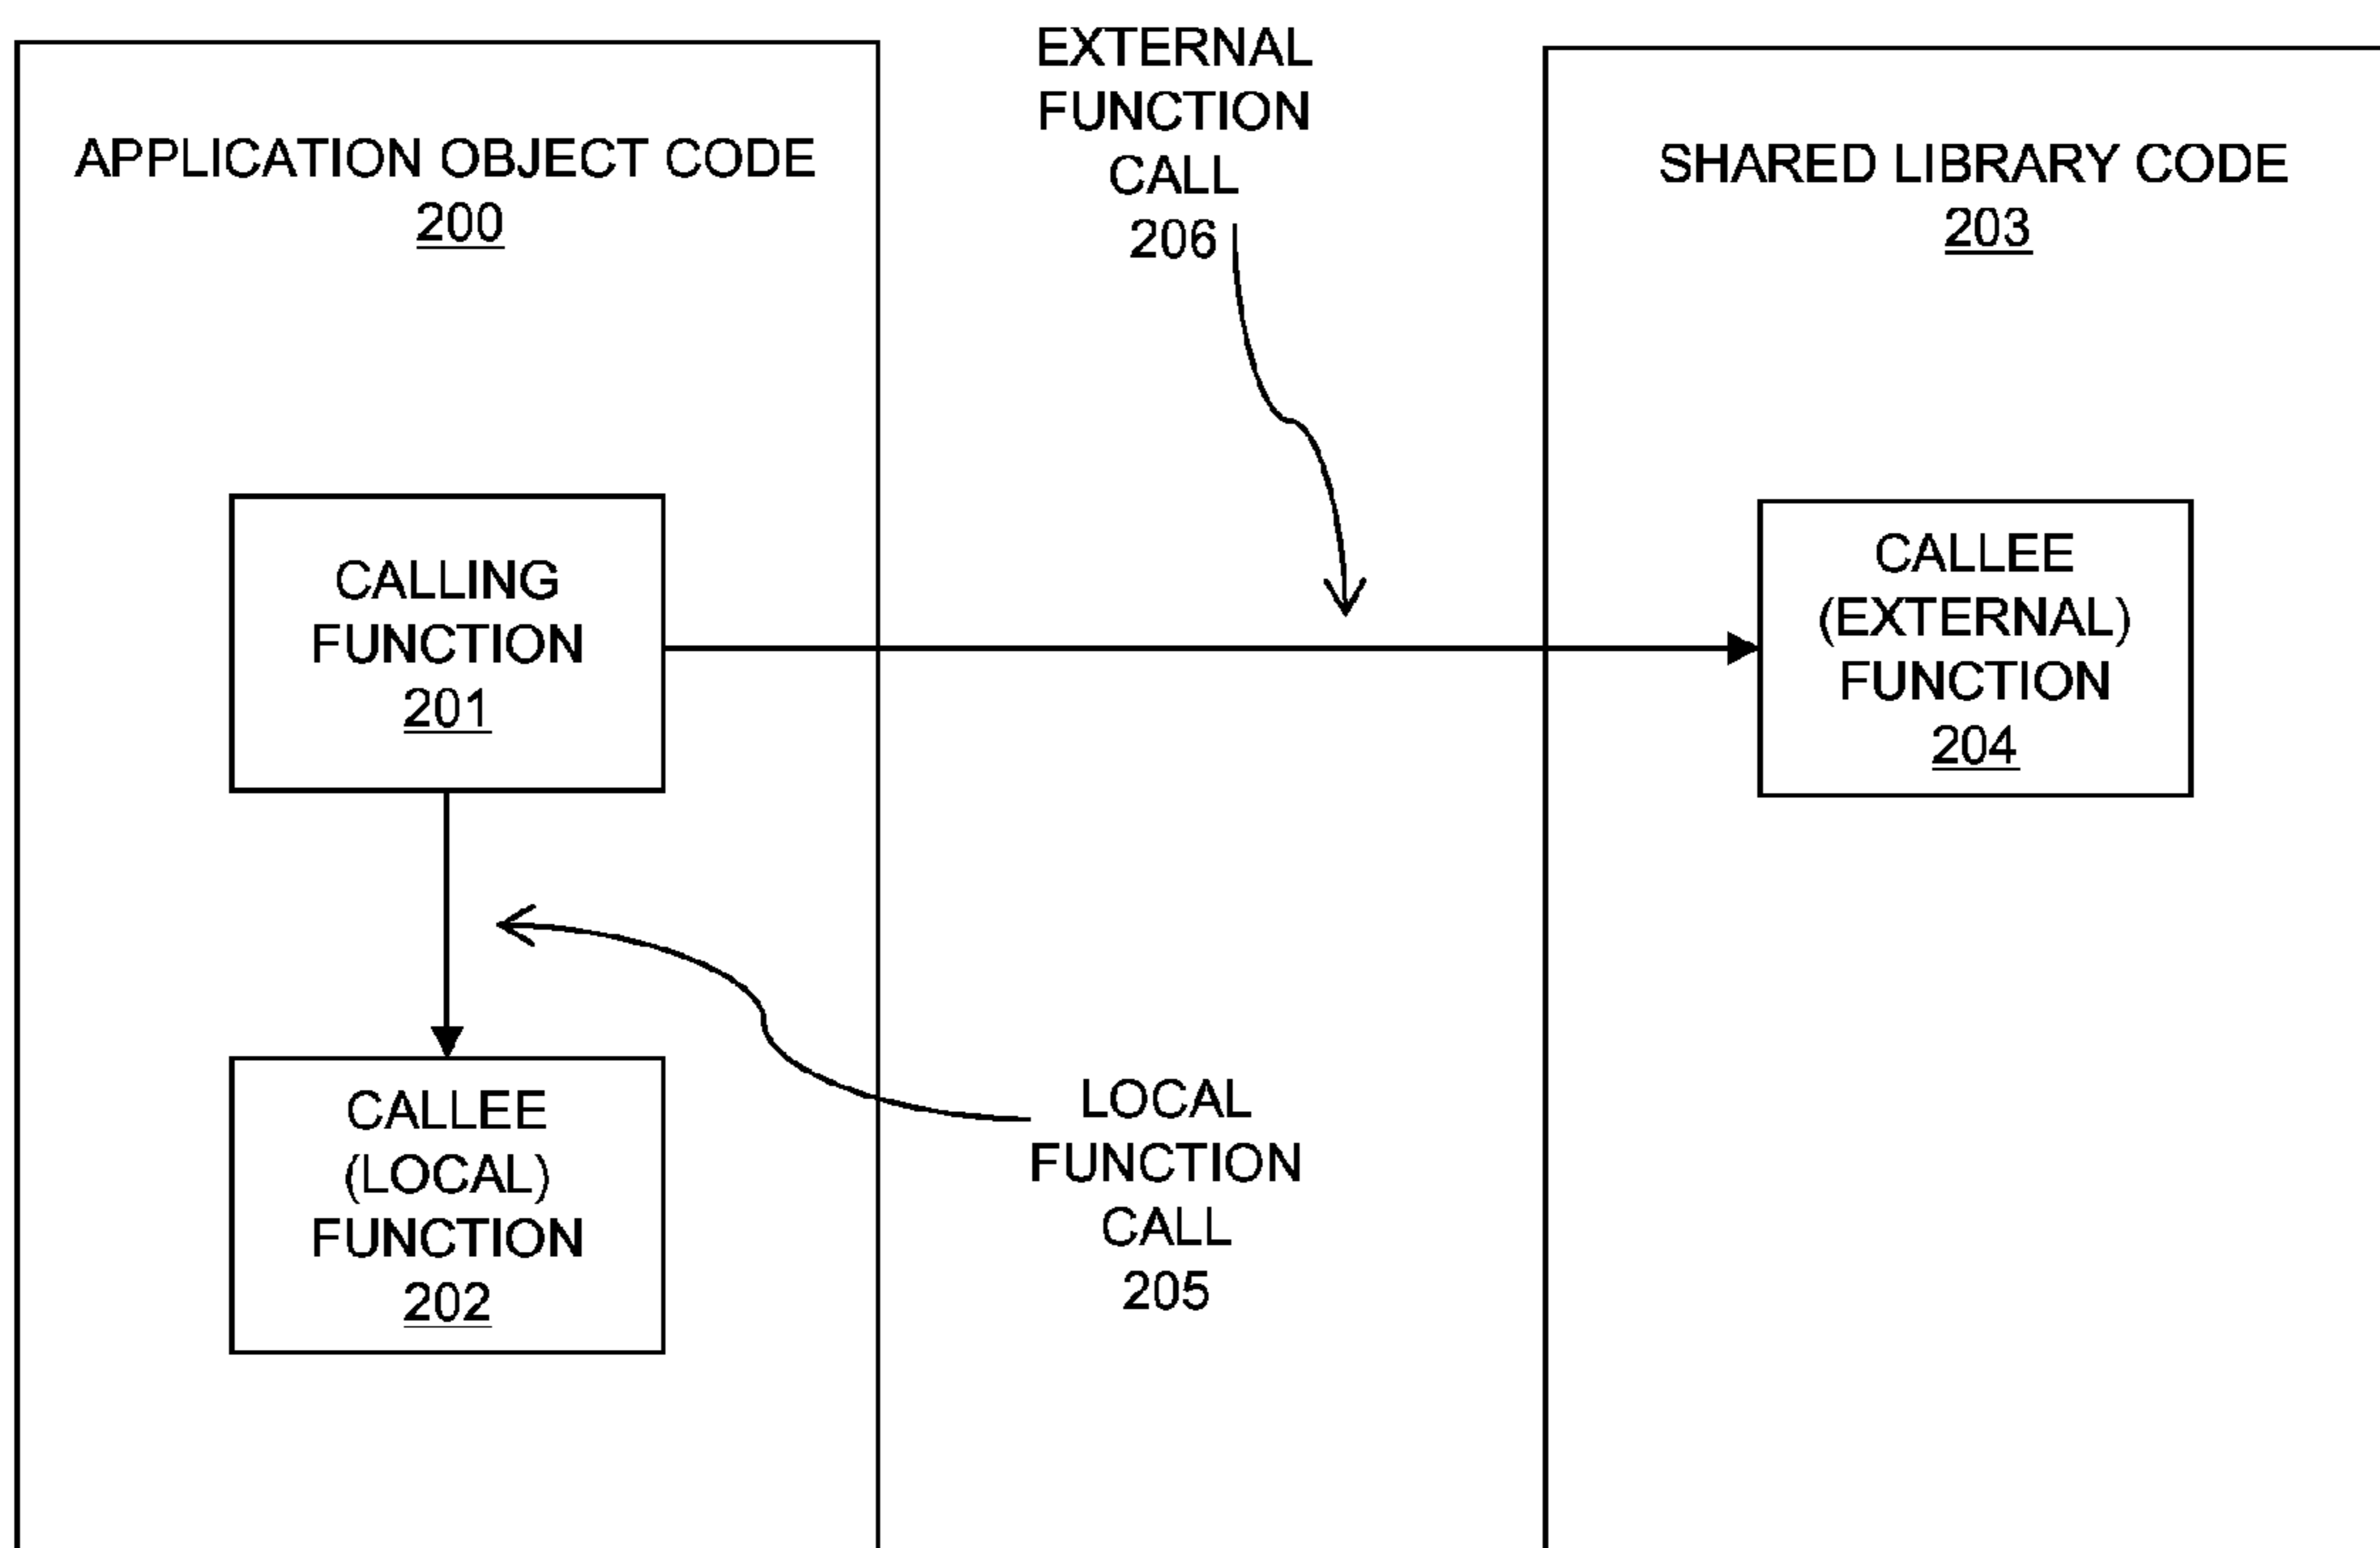 APPLICATION OBJECT CODE
200
EXTERNAL
FUNCTION
CALL
206
SHARED LIBRARY CODE
203
CALLING
FUNCTION
201
CALLEE
(EXTERNAL)
FUNCTION
204
CALLEE
(LOCAL)
FUNCTION
202
LOCAL
FUNCTION
CALL
205